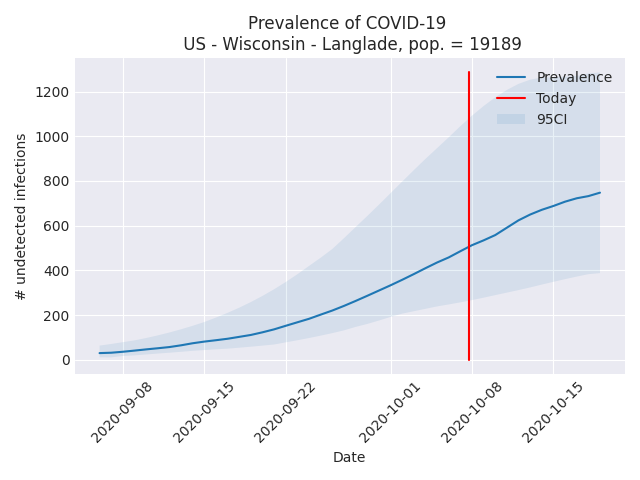 Prevalence of COVID-19
US - Wisconsin - Langlade, pop. = 19189
Prevalence
Today
95CI
1200
1000
800
600
400
200
0
# undetected infections
2020-09-08
2020-09-15
2020-09-22
2020-10-01
2020-10-08
2020-10-15
Date